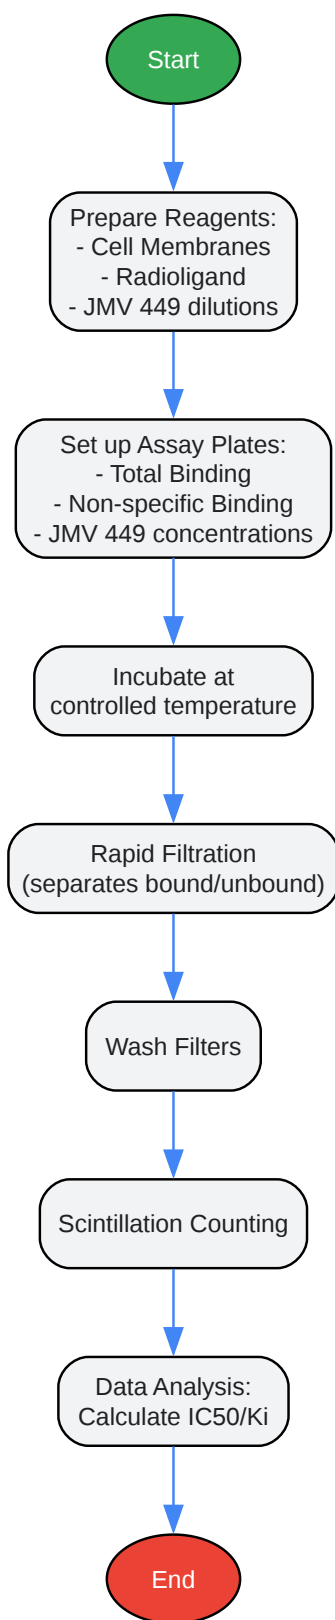 Start
Prepare Reagents:
- Cell Membranes
- Radioligand
- JMV 449 dilutions
Set up Assay Plates:
- Total Binding
- Non-specific Binding
- JMV 449 concentrations
Incubate at
controlled temperature
Rapid Filtration
(separates bound/unbound)
Wash Filters
Scintillation Counting
Data Analysis:
Calculate IC50/Ki
End